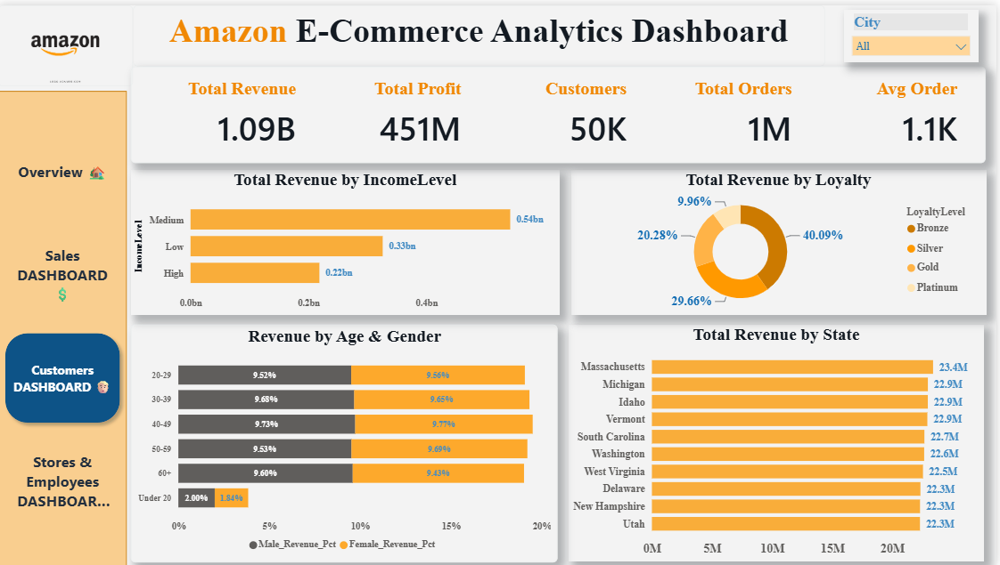 amazon
Amazon E-Commerce Analytics Dashboard
City
All
Total Revenue
Total Profit
Customers
Total Orders
Avg Order
1.09B
451M
50K
1M
1.1K
Overview
Sales
DASHBOARD
Customers
DASHBOARD
Stores &
Employees
DASHBOAR...
Total Revenue by IncomeLevel
IncomeLevel
Medium
0.54bn
Low
0.33bn
High
0.22bn
0.0bn
0.2bn
0.4bn
Total Revenue by Loyalty
9.96%
20.28%
40.09%
29.66%
LoyaltyLevel
Bronze
Silver
Gold
Platinum
Revenue by Age & Gender
20-29 9.52% 9.56%
30-39 9.68% 9.65%
40-49 9.73% 9.77%
50-59 9.53% 9.69%
60+ 9.60% 9.43%
Under 20 2.00% 1.84%
0% 5% 10% 15% 20%
Male_Revenue_Pct Female_Revenue_Pct
Total Revenue by State
Massachusetts 23.4M
Michigan 22.9M
Idaho 22.9M
Vermont 22.9M
South Carolina 22.7M
Washington 22.6M
West Virginia 22.5M
Delaware 22.3M
New Hampshire 22.3M
Utah 22.3M
0M 5M 10M 15M 20M